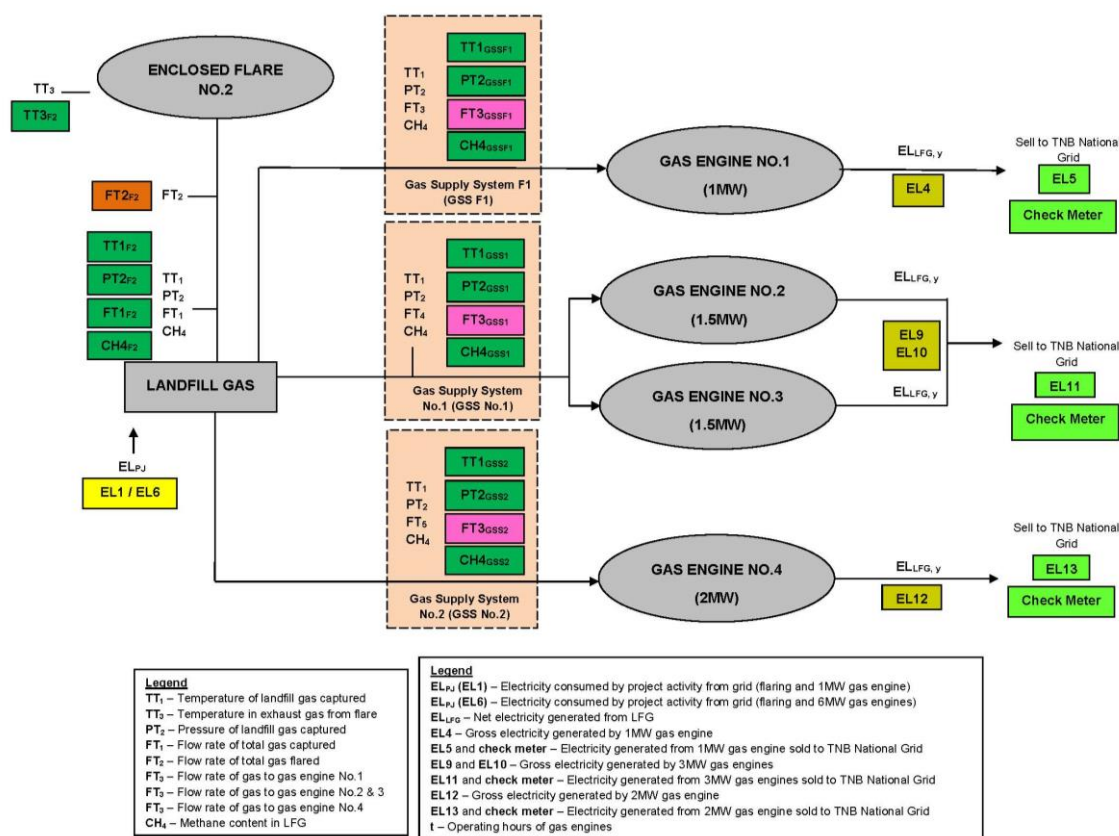 ENCLOSED FLARE
NO.2
TT₃
TT3F2
FT2F2
FT₂
TT1F2
PT2F2
FT1F2
CH4F2
TT₁
PT₂
FT₁
CH₄
LANDFILL GAS
ELPJ
EL1 / EL6
TT₁
PT₂
FT₃
CH₄
TT1GSSF1
PT2GSSF1
FT3GSSF1
CH4GSSF1
Gas Supply System F1
(GSS F1)
GAS ENGINE NO.1
(1MW)
ELLFG, y
EL4
Sell to TNB National
Grid
EL5
Check Meter
TT₁
PT₂
FT₄
CH₄
TT1GSS1
PT2GSS1
FT3GSS1
CH4GSS1
Gas Supply System
No.1 (GSS No.1)
GAS ENGINE NO.2
(1.5MW)
GAS ENGINE NO.3
(1.5MW)
ELLFG, y
EL9
EL10
ELLFG, y
Sell to TNB National
Grid
EL11
Check Meter
TT₁
PT₂
FT₅
CH₄
TT1GSS2
PT2GSS2
FT3GSS2
CH4GSS2
Gas Supply System
No.2 (GSS No.2)
GAS ENGINE NO.4
(2MW)
ELLFG, y
EL12
Sell to TNB National
Grid
EL13
Check Meter
Legend
TT₁ – Temperature of landfill gas captured
TT₃ – Temperature in exhaust gas from flare
PT₂ – Pressure of landfill gas captured
FT₁ – Flow rate of total gas captured
FT₂ – Flow rate of total gas flared
FT₃ – Flow rate of gas to gas engine No.1
FT₃ – Flow rate of gas to gas engine No.2 & 3
FT₃ – Flow rate of gas to gas engine No.4
CH₄ – Methane content in LFG
Legend
ELPJ (EL1) – Electricity consumed by project activity from grid (flaring and 1MW gas engine)
ELPJ (EL6) – Electricity consumed by project activity from grid (flaring and 6MW gas engines)
ELLFG – Net electricity generated from LFG
EL4 – Gross electricity generated by 1MW gas engine
EL5 and check meter – Electricity generated from 1MW gas engine sold to TNB National Grid
EL9 and EL10 – Gross electricity generated by 3MW gas engines
EL11 and check meter – Electricity generated from 3MW gas engines sold to TNB National Grid
EL12 – Gross electricity generated by 2MW gas engine
EL13 and check meter – Electricity generated from 2MW gas engine sold to TNB National Grid
t – Operating hours of gas engines